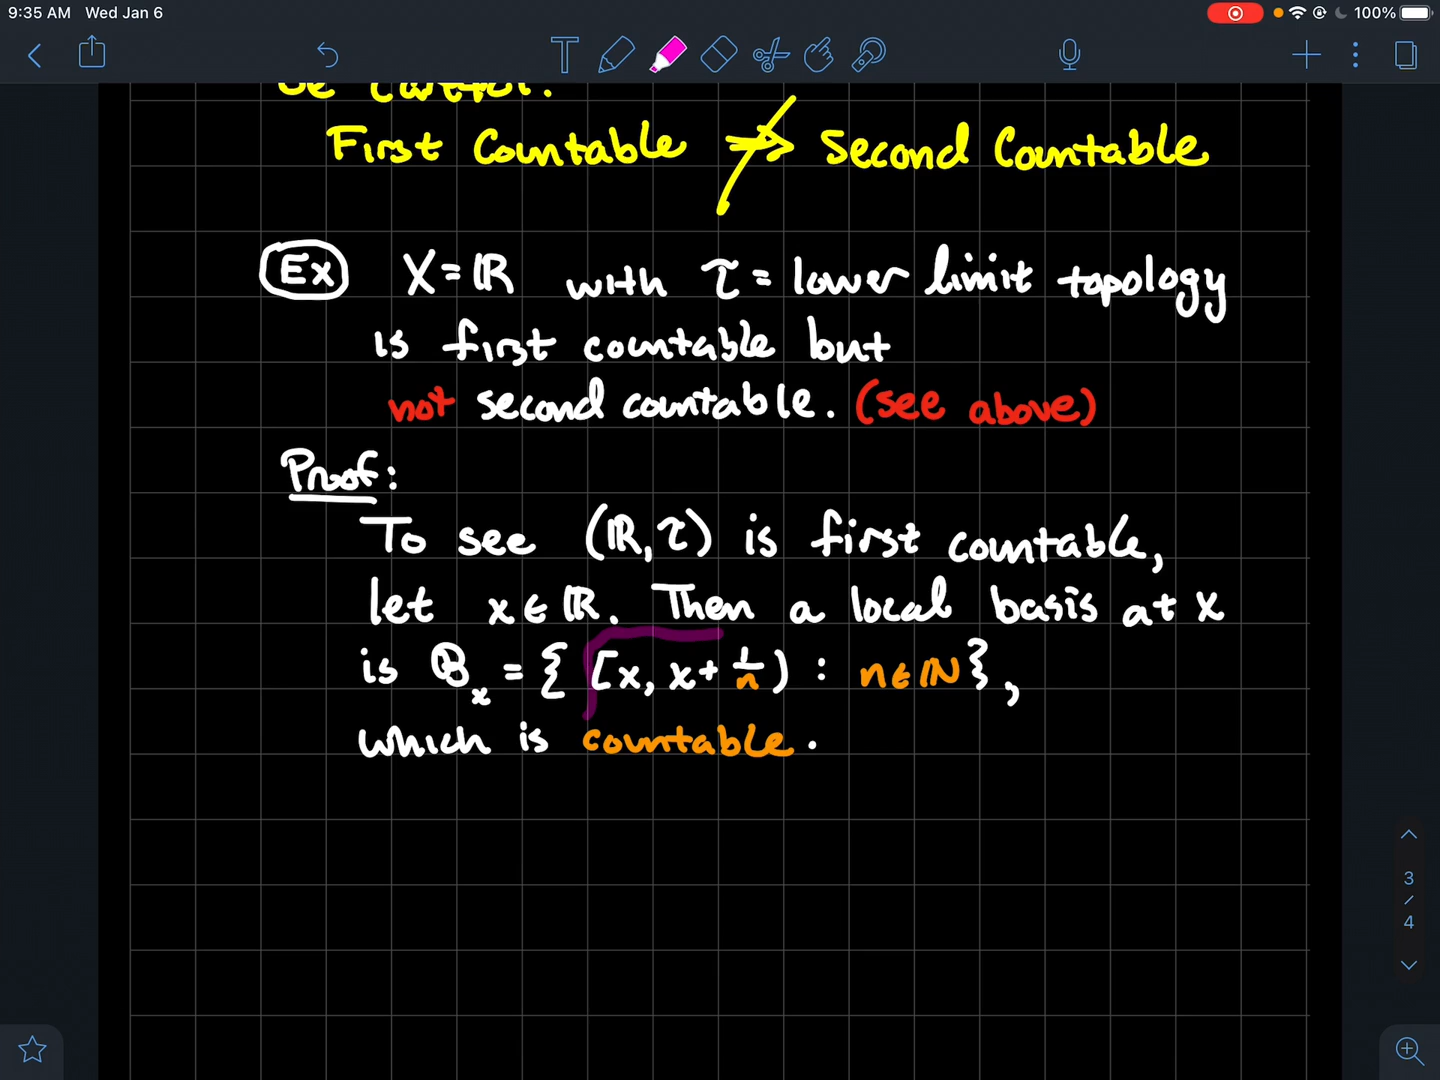 9:35 AM Wed Jan 6
100%
be careful:
First Countable ⇏ Second Countable
Ex X = ℝ with τ = lower limit topology
is first countable but
not second countable. (see above)
Proof:
To see (ℝ, τ) is first countable,
let x ∈ ℝ. Then a local basis at x
is 𝓑ₓ = { [x, x + 1/n) : n ∈ ℕ },
which is countable.
3
/
4